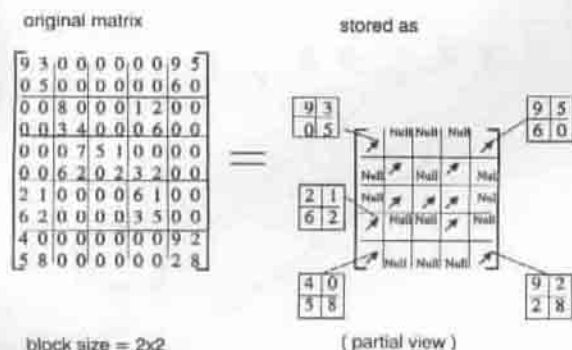 original matrix
stored as
9 3 0 0 0 0 0 0 9 5
0 5 0 0 0 0 0 0 6 0
0 0 8 0 0 0 1 2 0 0
0 0 3 4 0 0 0 6 0 0
0 0 0 7 5 1 0 0 0 0
0 0 6 2 0 2 3 2 0 0
2 1 0 0 0 0 6 1 0 0
6 2 0 0 0 0 3 5 0 0
4 0 0 0 0 0 0 0 9 2
5 8 0 0 0 0 0 0 2 8
=
9 3
0 5
9 5
6 0
Null Null Null
Null Null Nul
Null Nul
Null Null Nul
Null Null Null
2 1
6 2
4 0
5 8
9 2
2 8
block size = 2x2
( partial view )